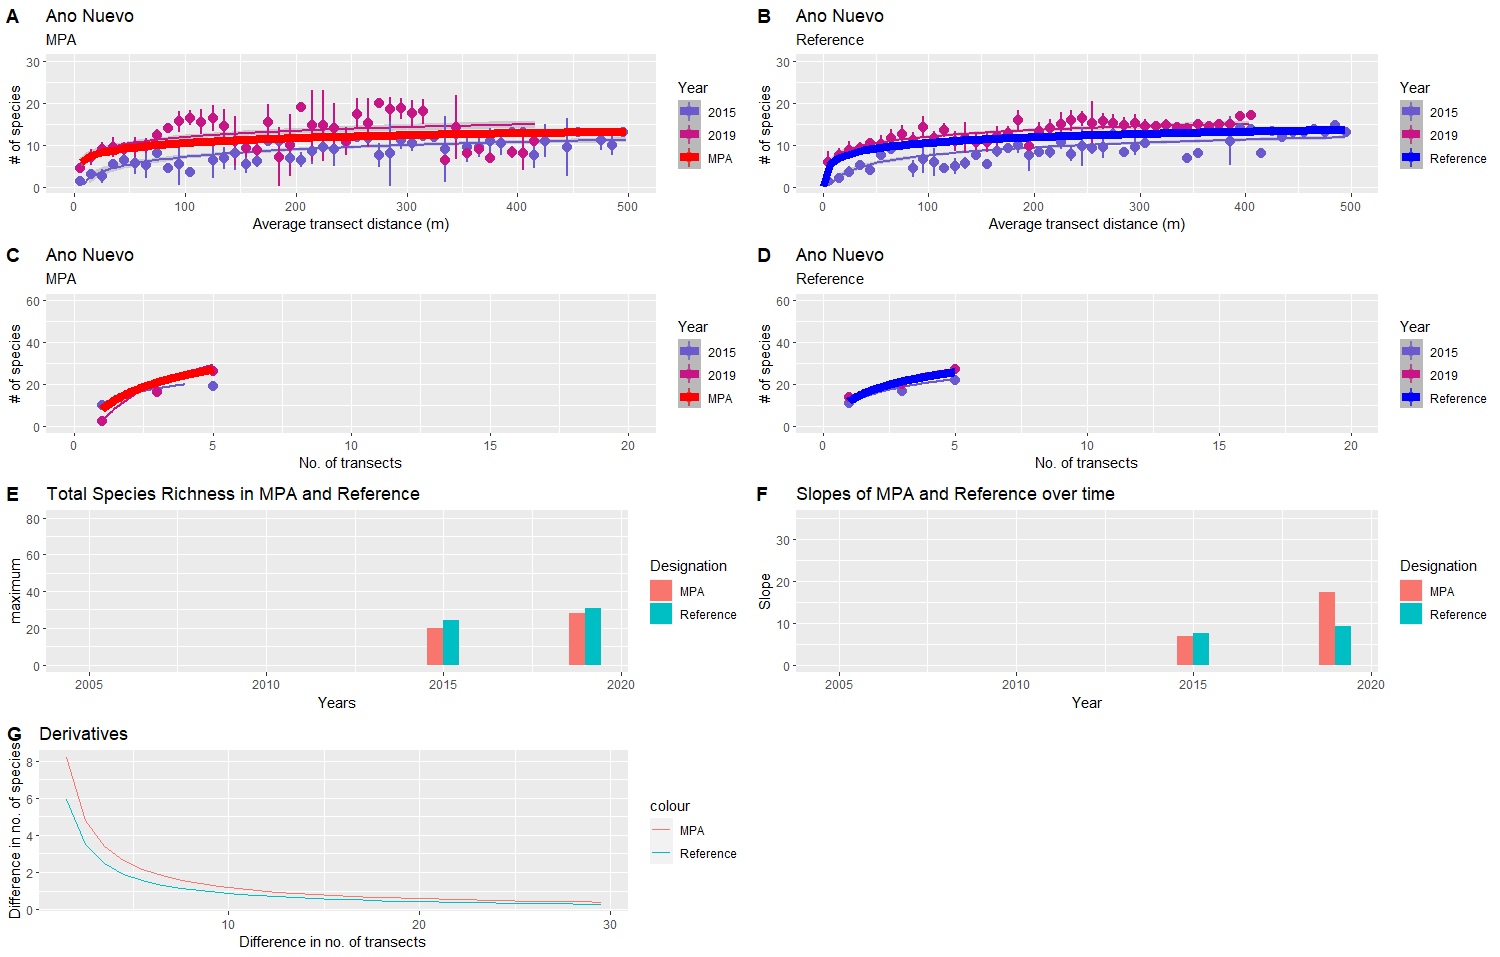 A
Ano Nuevo
MPA
# of species
30
20
10
0
0 100 200 300 400 500
Average transect distance (m)
Year
2015
2019
MPA
B
Ano Nuevo
Reference
# of species
30
20
10
0
0 100 200 300 400 500
Average transect distance (m)
Year
2015
2019
Reference
C
Ano Nuevo
MPA
# of species
60
40
20
0
0 5 10 15 20
No. of transects
Year
2015
2019
MPA
D
Ano Nuevo
Reference
# of species
60
40
20
0
0 5 10 15 20
No. of transects
Year
2015
2019
Reference
E
Total Species Richness in MPA and Reference
maximum
80
60
40
20
0
2005 2010 2015 2020
Years
Designation
MPA
Reference
F
Slopes of MPA and Reference over time
Slope
30
20
10
0
2005 2010 2015 2020
Year
Designation
MPA
Reference
G
Derivatives
Difference in no. of species
8
6
4
2
0
10 20 30
Difference in no. of transects
colour
MPA
Reference